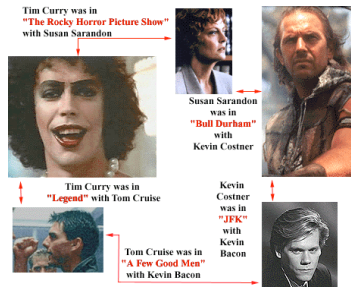 Tim Curry was in
"The Rocky Horror Picture Show"
with Susan Sarandon
Susan Sarandon
was in
"Bull Durham"
with
Kevin Costner
Tim Curry was in
"Legend" with Tom Cruise
Kevin
Costner
was in
"JFK"
with
Kevin
Bacon
Tom Cruise was in
"A Few Good Men"
with Kevin Bacon